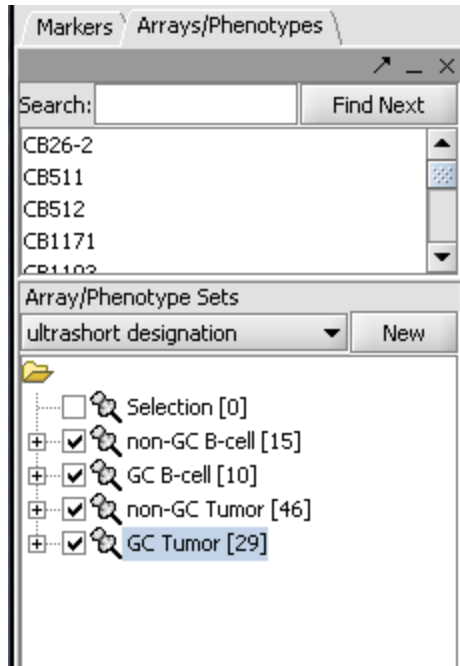 Markers Arrays/Phenotypes
Search: Find Next
CB26-2
CB511
CB512
CB1171
Array/Phenotype Sets
ultrashort designation New
Selection [0]
non-GC B-cell [15]
GC B-cell [10]
non-GC Tumor [46]
GC Tumor [29]